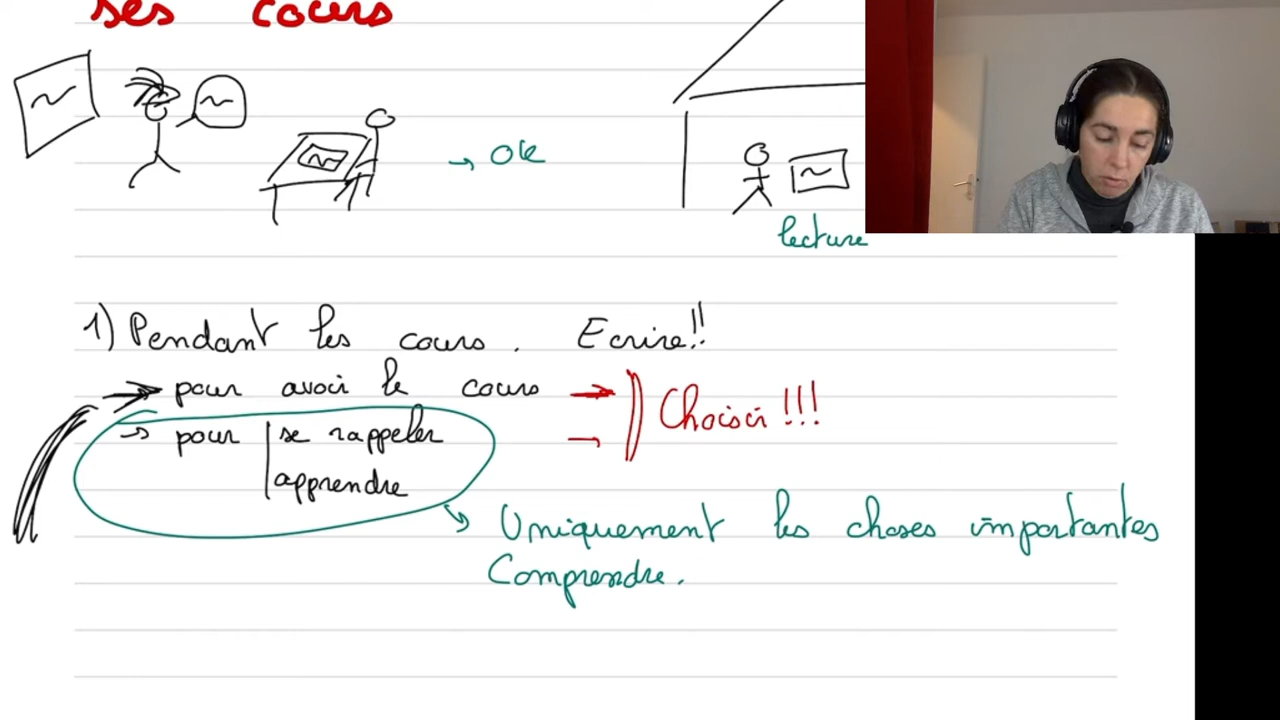 ses cours
→ ok
lecture
1) Pendant les cours. Ecrire!!
→ pour avoir le cours →
→ pour se rappeler →
apprendre
Choisir!!!
↳ Uniquement les choses importantes
Comprendre.